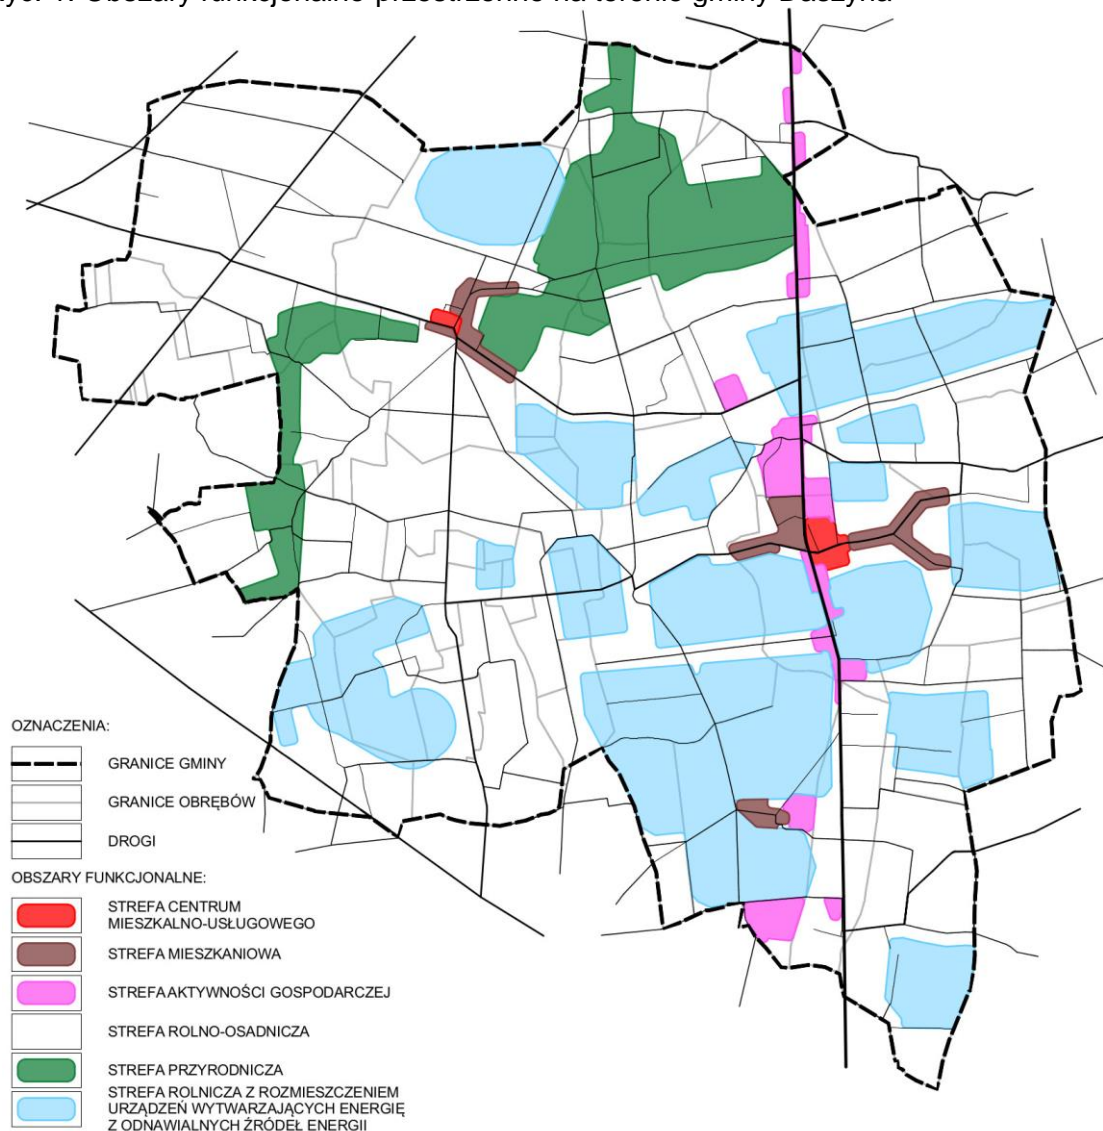 OZNACZENIA:
GRANICE GMINY
GRANICE OBRĘBÓW
DROGI
OBSZARY FUNKCJONALNE:
STREFA CENTRUM
MIESZKALNO-USŁUGOWEGO
STREFA MIESZKANIOWA
STREFA AKTYWNOŚCI GOSPODARCZEJ
STREFA ROLNO-OSADNICZA
STREFA PRZYRODNICZA
STREFA ROLNICZA Z ROZMIESZCZENIEM
URZĄDZEŃ WYTWARZAJĄCYCH ENERGIĘ
Z ODNAWIALNYCH ŹRÓDEŁ ENERGII